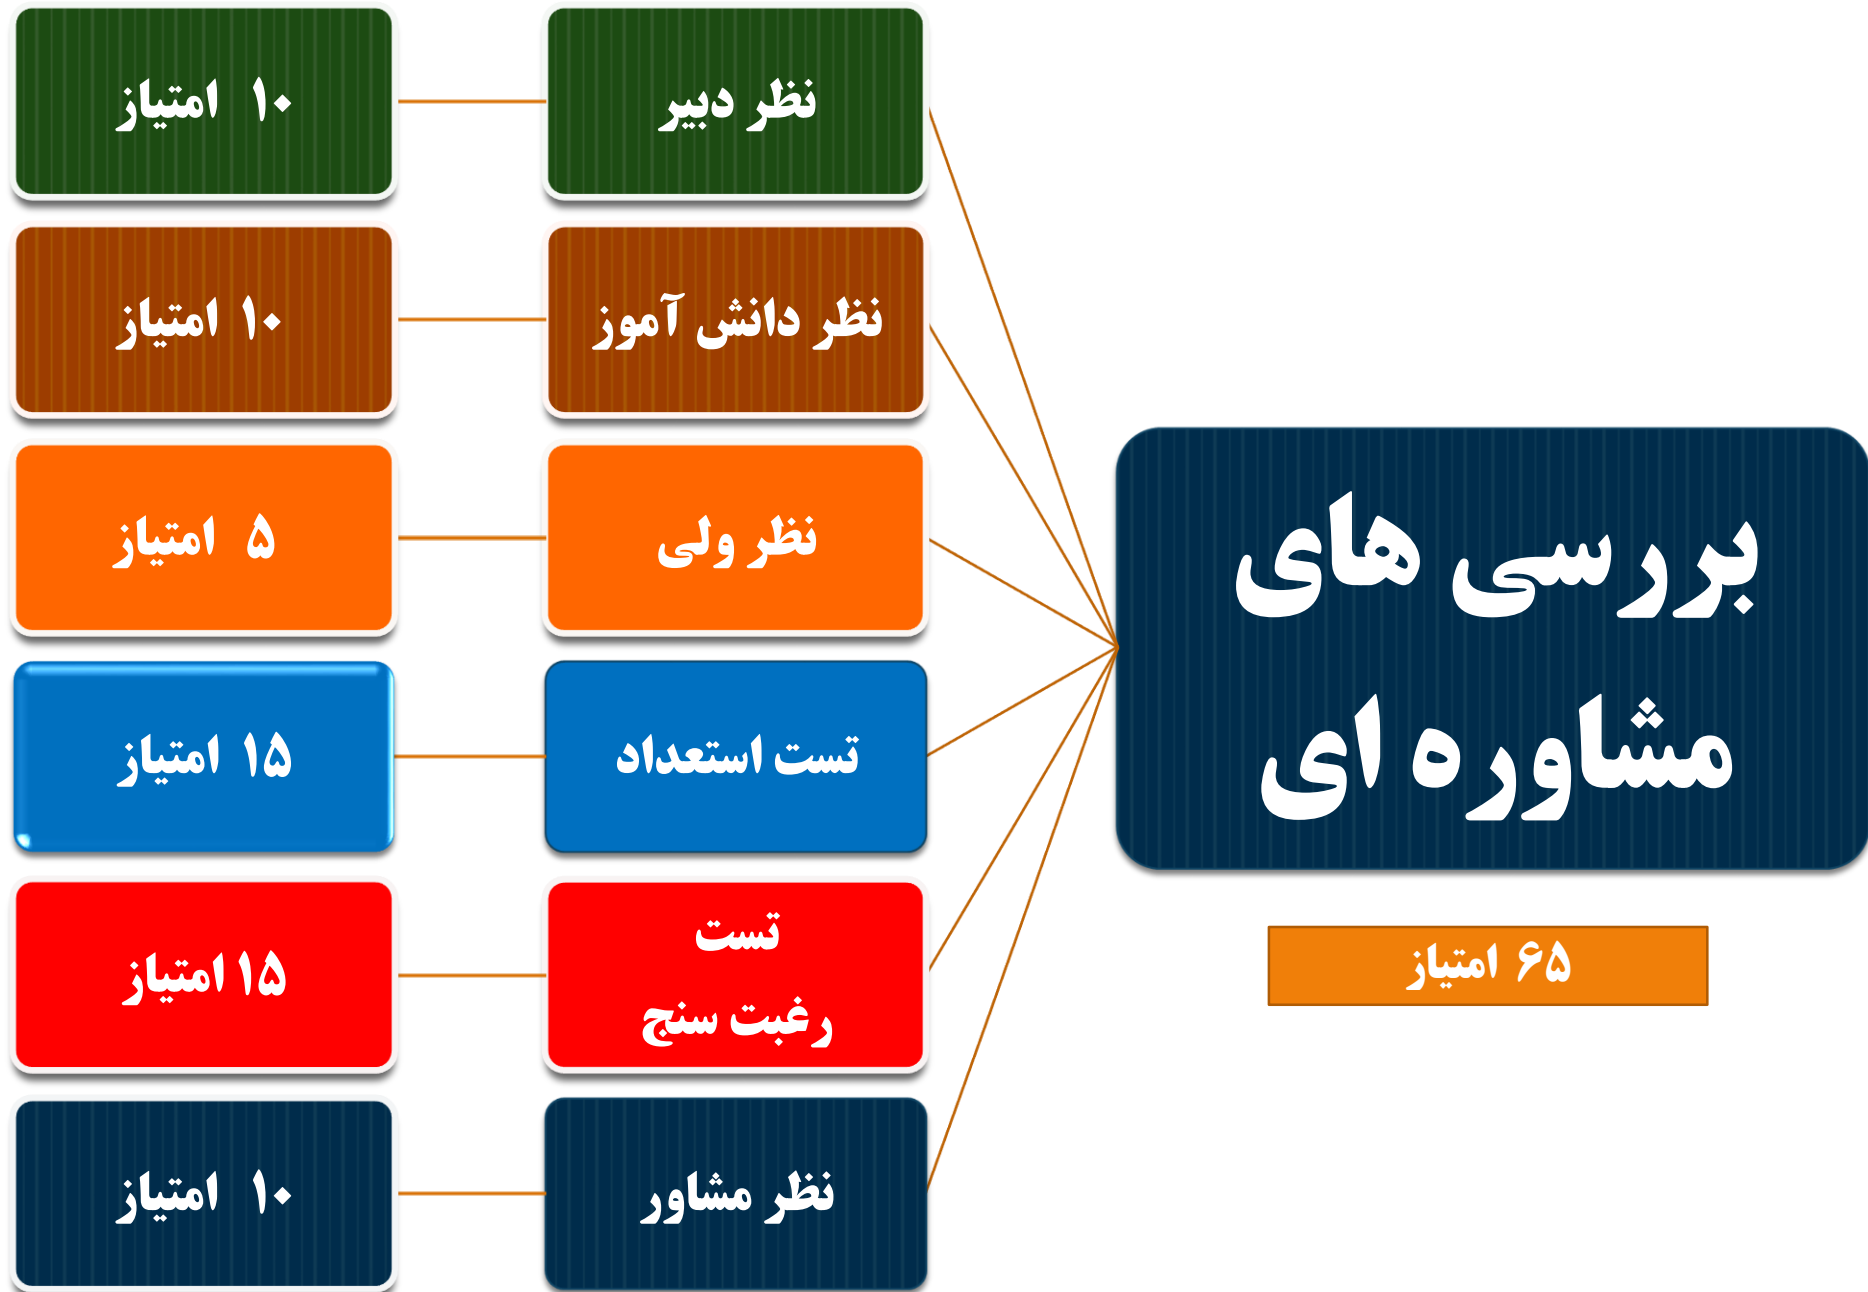 بررسی های
مشاوره ای
۶۵ امتیاز
نظر دبیر
۱۰ امتیاز
نظر دانش آموز
۱۰ امتیاز
نظر ولی
۵ امتیاز
تست استعداد
۱۵ امتیاز
تست
رغبت سنج
۱۵ امتیاز
نظر مشاور
۱۰ امتیاز